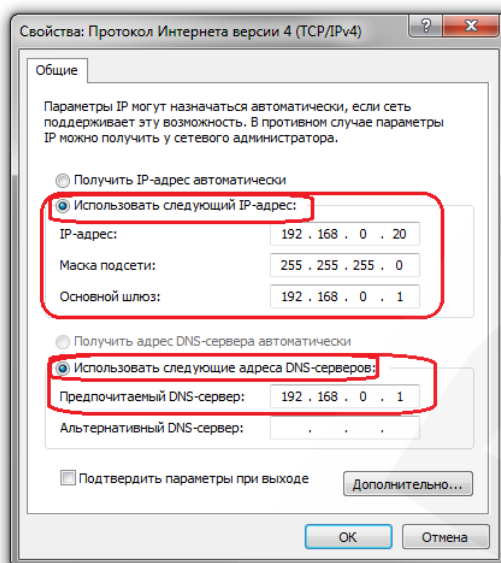 Свойства: Протокол Интернета версии 4 (TCP/IPv4)
Общие
Параметры IP могут назначаться автоматически, если сеть
поддерживает эту возможность. В противном случае параметры
IP можно получить у сетевого администратора.
Получить IP-адрес автоматически
Использовать следующий IP-адрес:
IP-адрес: 192 . 168 . 0 . 20
Маска подсети: 255 . 255 . 255 . 0
Основной шлюз: 192 . 168 . 0 . 1
Получить адрес DNS-сервера автоматически
Использовать следующие адреса DNS-серверов:
Предпочитаемый DNS-сервер: 192 . 168 . 0 . 1
Альтернативный DNS-сервер: . . .
Подтвердить параметры при выходе
Дополнительно...
ОК Отмена